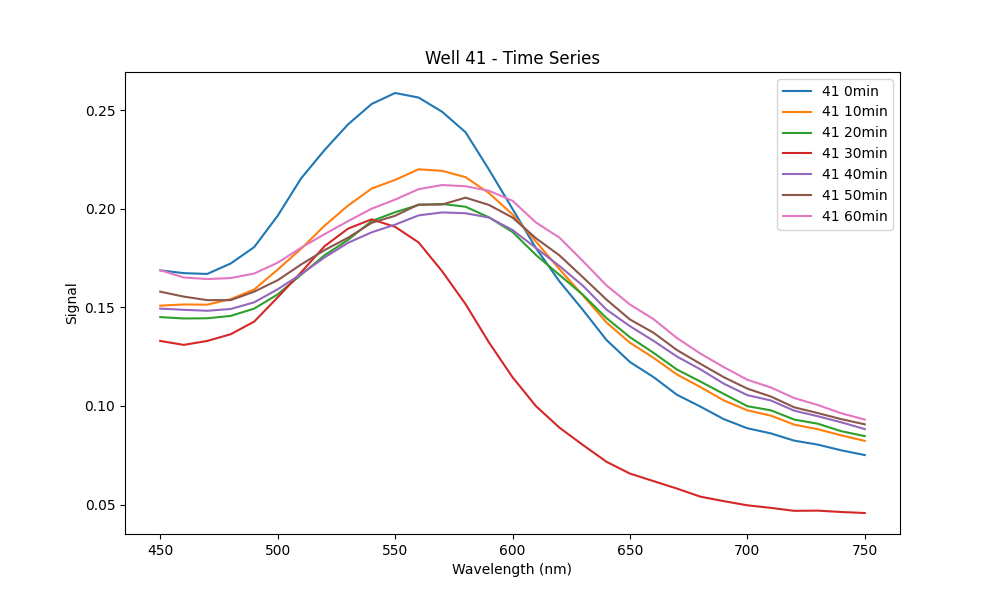 Well 41 - Time Series
41 0min
41 10min
41 20min
41 30min
41 40min
41 50min
41 60min
Signal
0.25
0.20
0.15
0.10
0.05
450 500 550 600 650 700 750
Wavelength (nm)